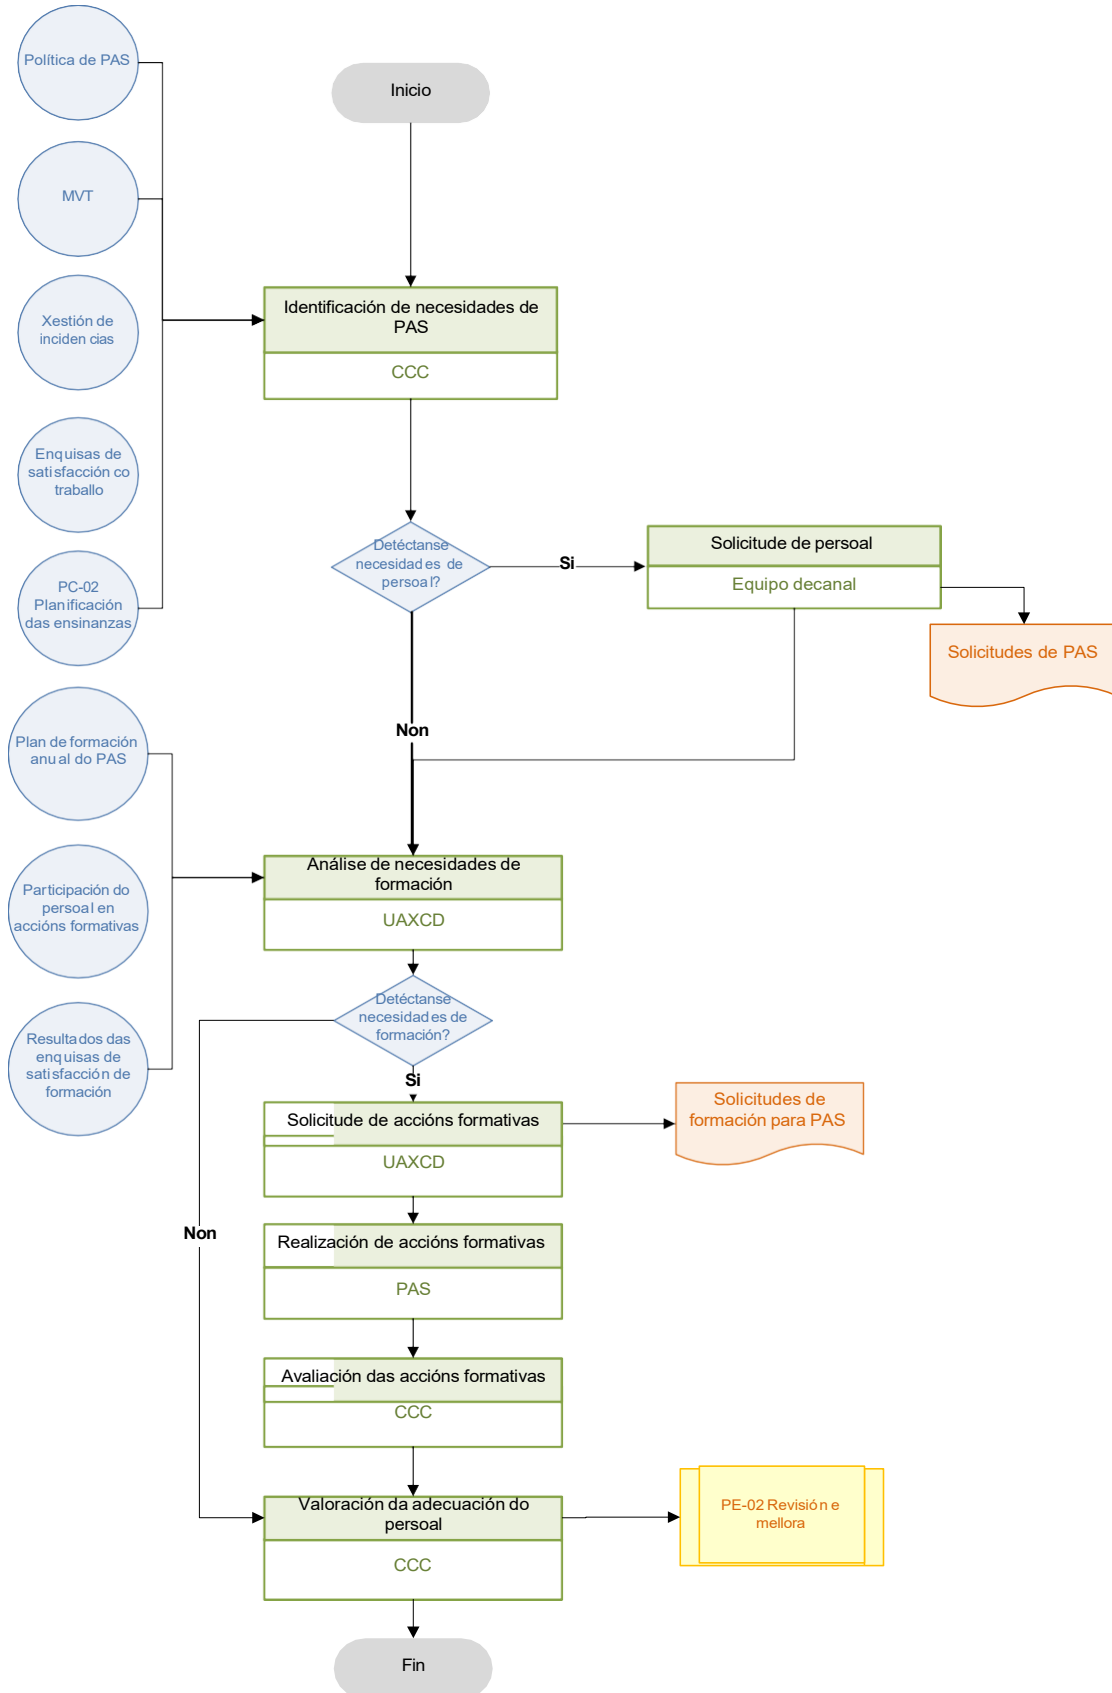 Política de PAS
Inicio
MVT
Xestión de
incidencias
Identificación de necesidades de
PAS
CCC
Enquisas de
satisfacción co
traballo
Detéctanse
necesidades de
persoal?
Si
Solicitude de persoal
Equipo decanal
Solicitudes de PAS
PC-02
Planificación
das ensinanzas
Non
Plan de formación
anual do PAS
Análise de necesidades de
formación
UAXCD
Participación do
persoal en
accións formativas
Detéctanse
necesidades de
formación?
Resultados das
enquisas de
satisfacción de
formación
Si
Solicitude de accións formativas
UAXCD
Solicitudes de
formación para PAS
Non
Realización de accións formativas
PAS
Avaliación das accións formativas
CCC
Valoración da adecuación do
persoal
CCC
PE-02 Revisión e
mellora
Fin